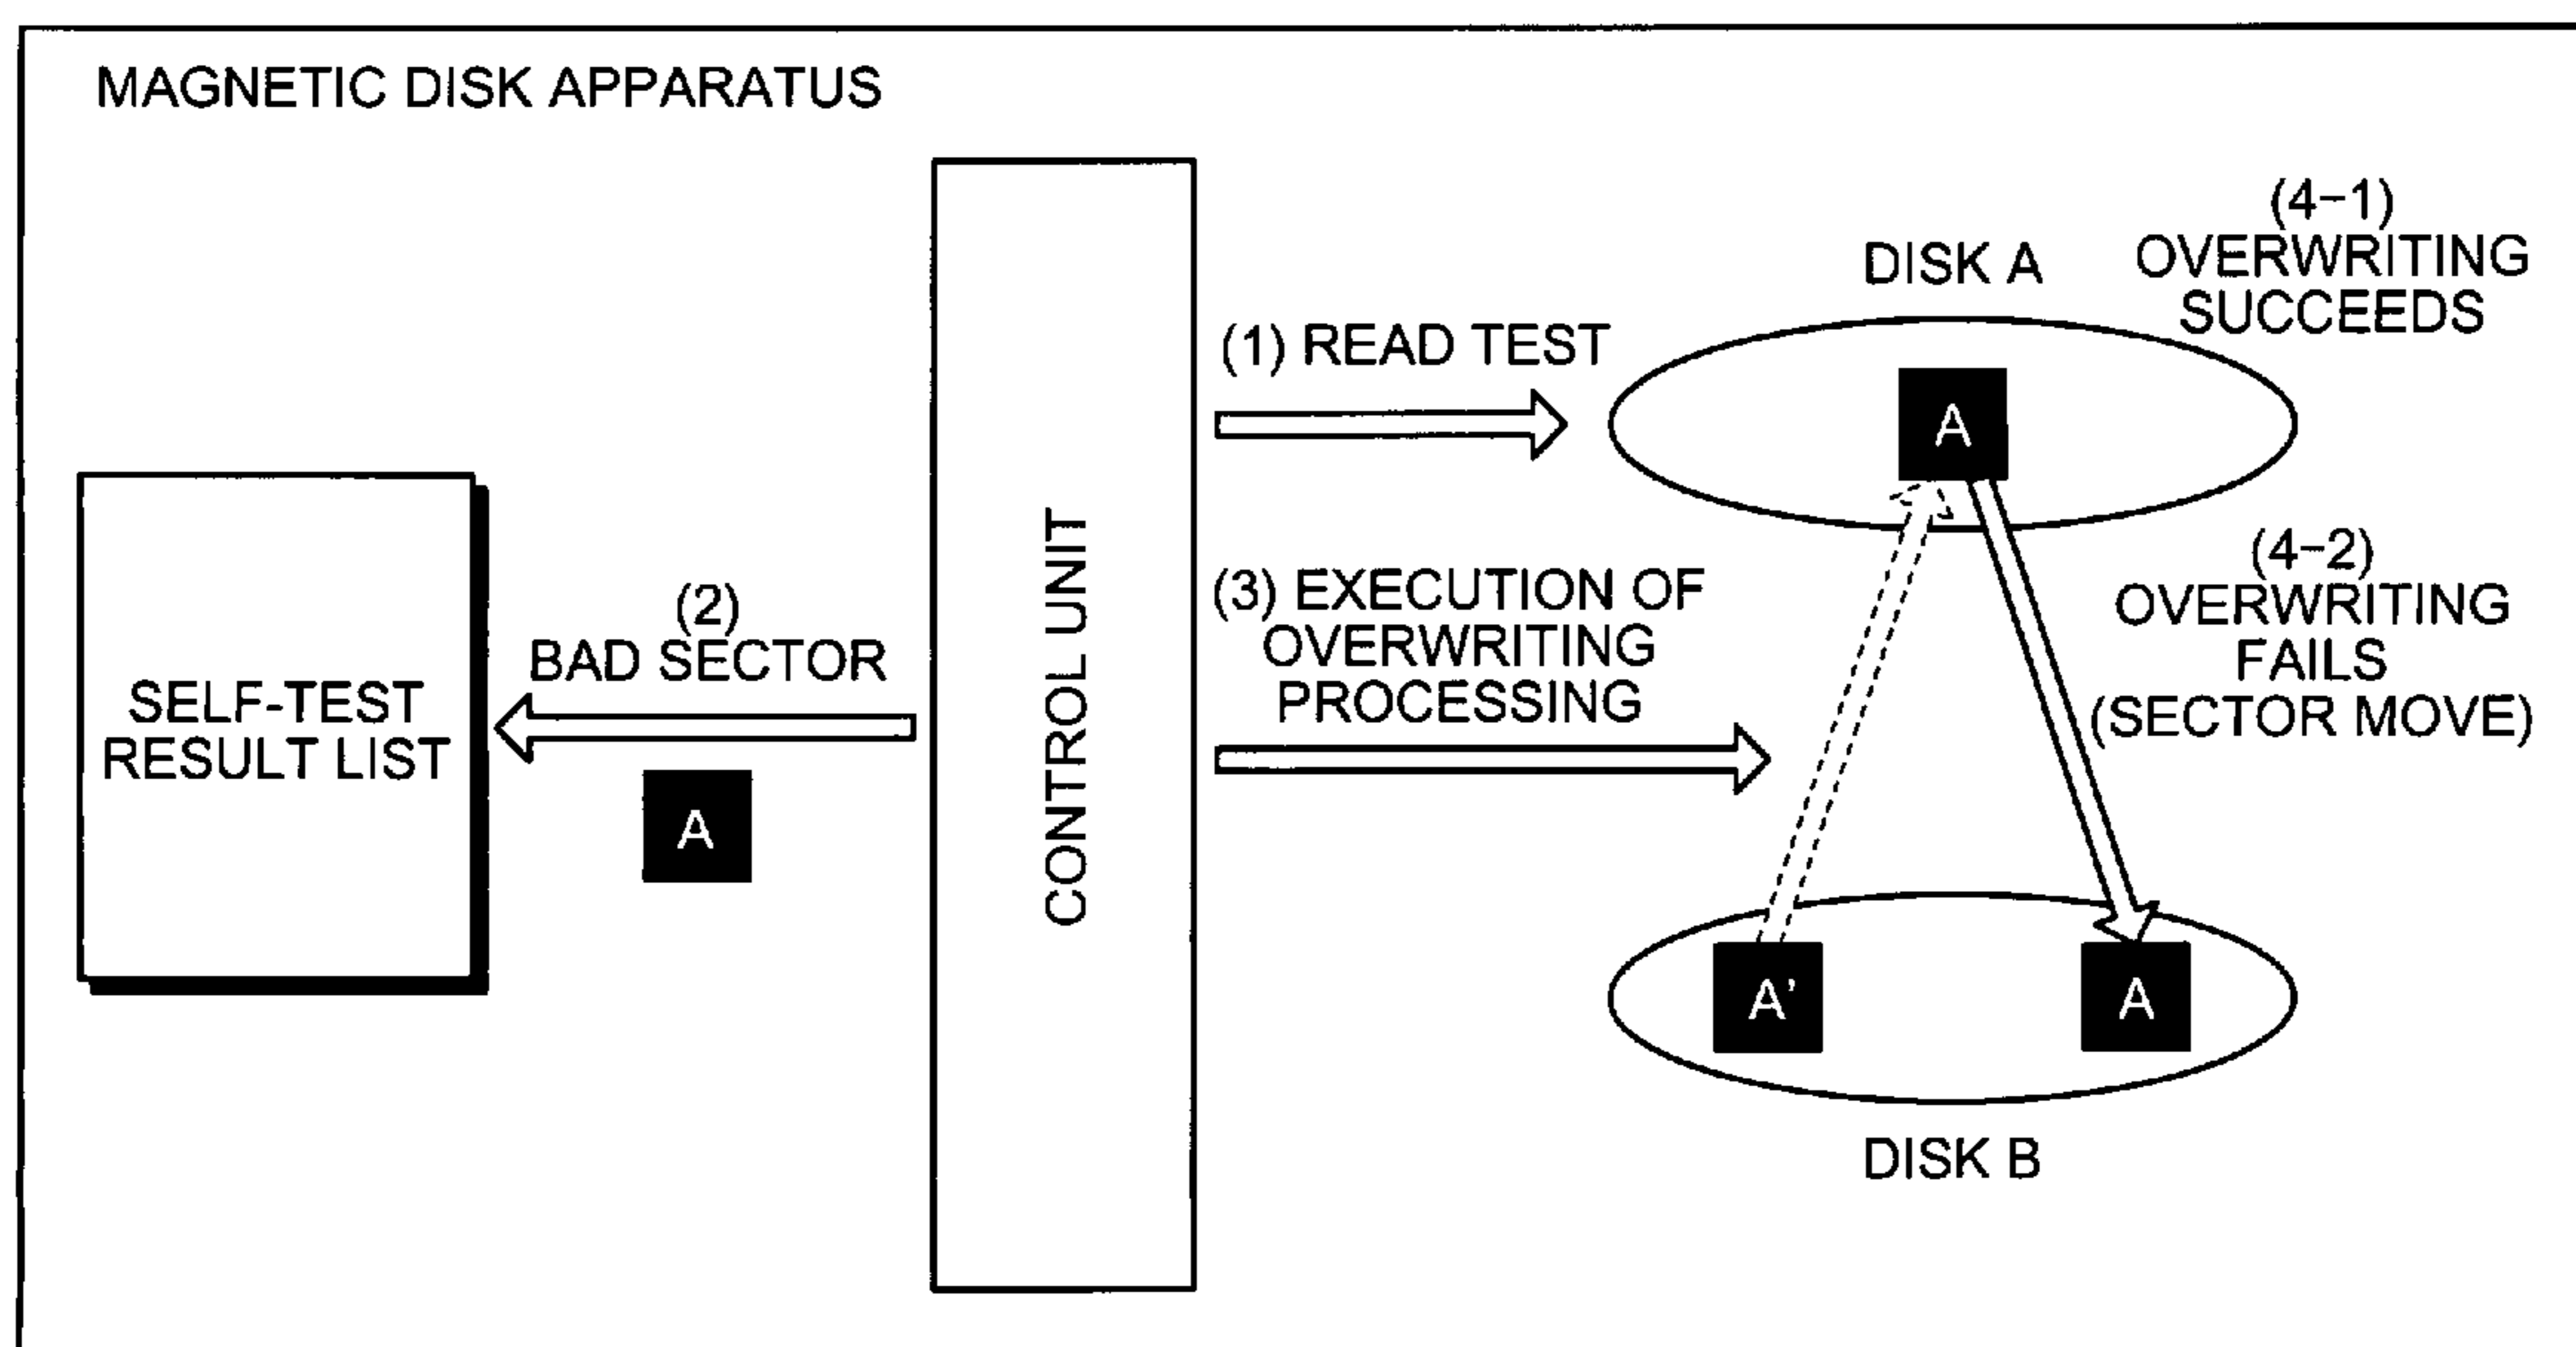 MAGNETIC DISK APPARATUS
(4-1)
OVERWRITING
SUCCEEDS
DISK A
(1) READ TEST
A
(4-2)
OVERWRITING
FAILS
(SECTOR MOVE)
(3) EXECUTION OF
OVERWRITING
PROCESSING
CONTROL UNIT
(2)
BAD SECTOR
A
SELF-TEST
RESULT LIST
A'
A
DISK B